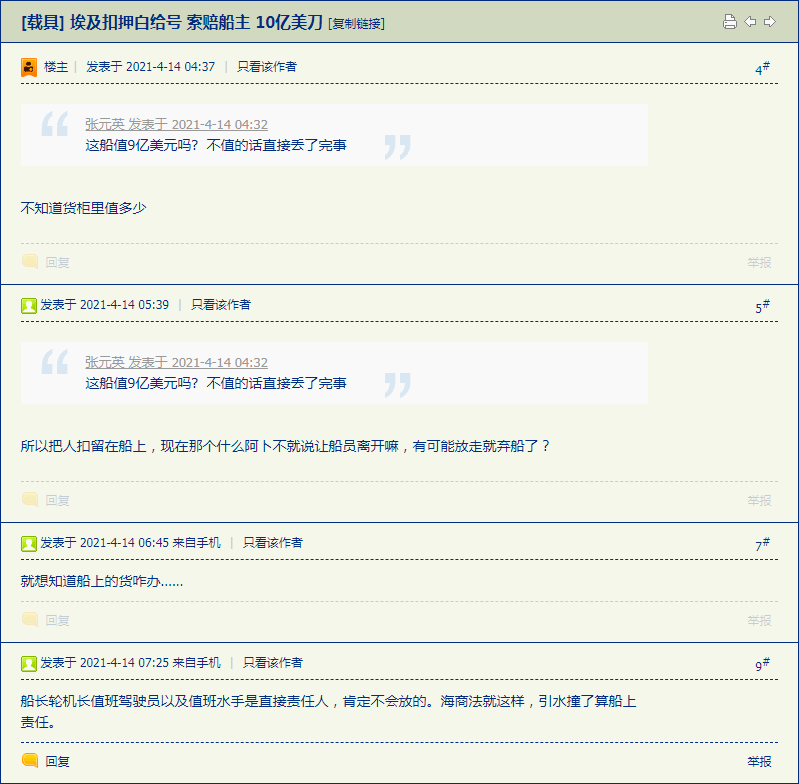 [载具] 埃及扣押白给号 索赔船主 10亿美刀 [复制链接]
楼主 | 发表于 2021-4-14 04:37 | 只看该作者 4#
张元英 发表于 2021-4-14 04:32
这船值9亿美元吗？不值的话直接丢了完事
不知道货柜里值多少
回复 举报
发表于 2021-4-14 05:39 | 只看该作者 5#
张元英 发表于 2021-4-14 04:32
这船值9亿美元吗？不值的话直接丢了完事
所以把人扣留在船上，现在那个什么阿卜不就说让船员离开嘛，有可能放走就弃船了？
回复 举报
发表于 2021-4-14 06:45 来自手机 | 只看该作者 7#
就想知道船上的货咋办......
回复 举报
发表于 2021-4-14 07:25 来自手机 | 只看该作者 9#
船长轮机长值班驾驶员以及值班水手是直接责任人，肯定不会放的。海商法就这样，引水撞了算船上
责任。
回复 举报